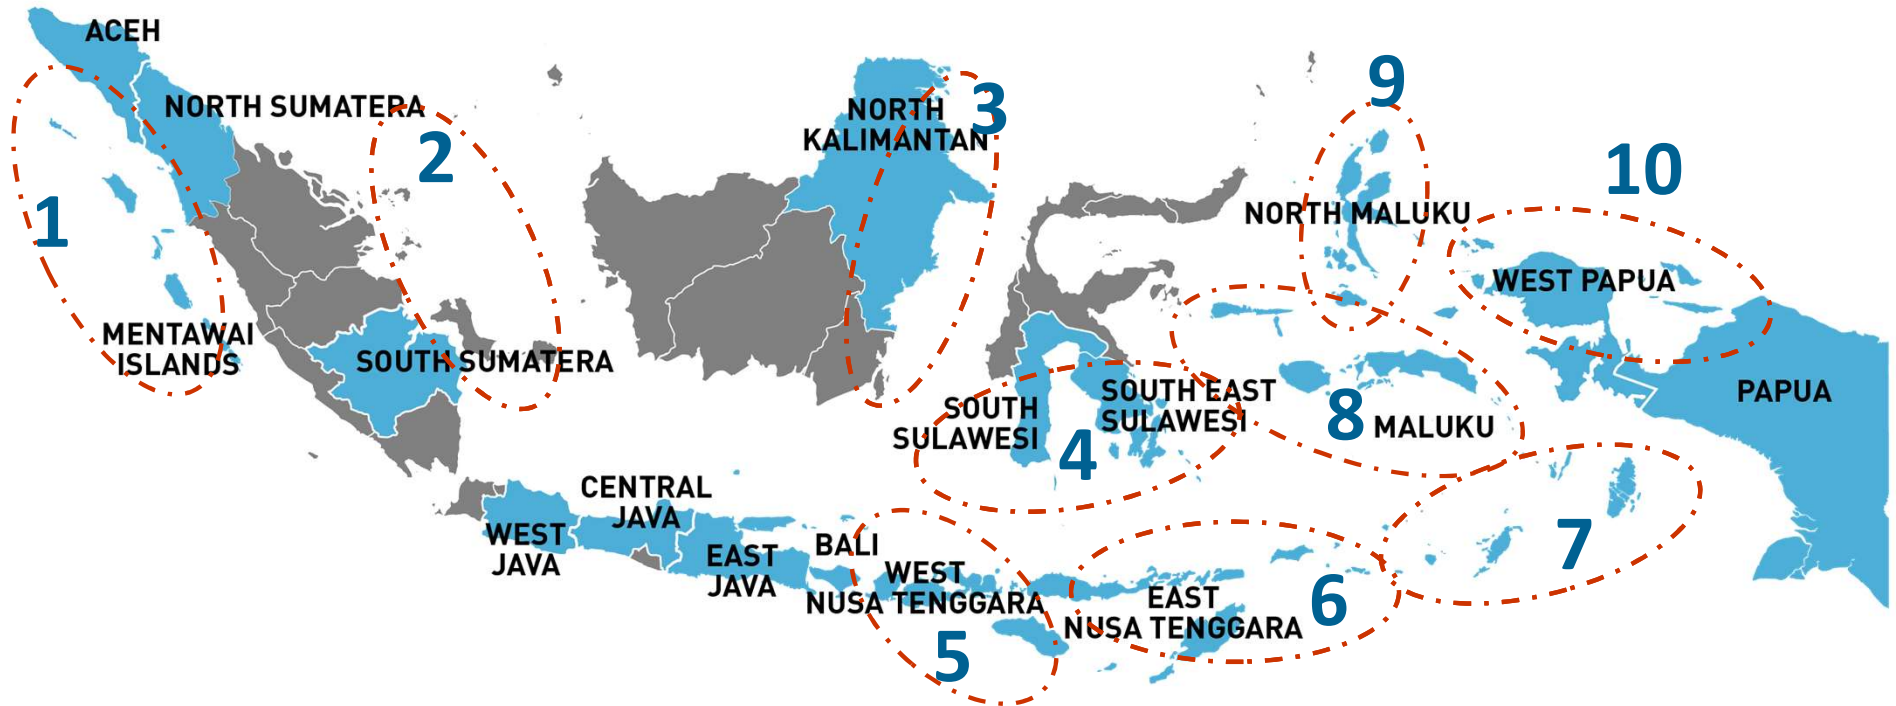 ACEH
NORTH SUMATERA
1
2
MENTAWAI
ISLANDS
SOUTH SUMATERA
NORTH
KALIMANTAN
3
9
NORTH MALUKU
10
WEST PAPUA
PAPUA
SOUTH
SULAWESI
SOUTH EAST
SULAWESI
4
8
MALUKU
CENTRAL
JAVA
WEST
JAVA
EAST
JAVA
BALI
WEST
NUSA TENGGARA
5
EAST
NUSA TENGGARA
6
7